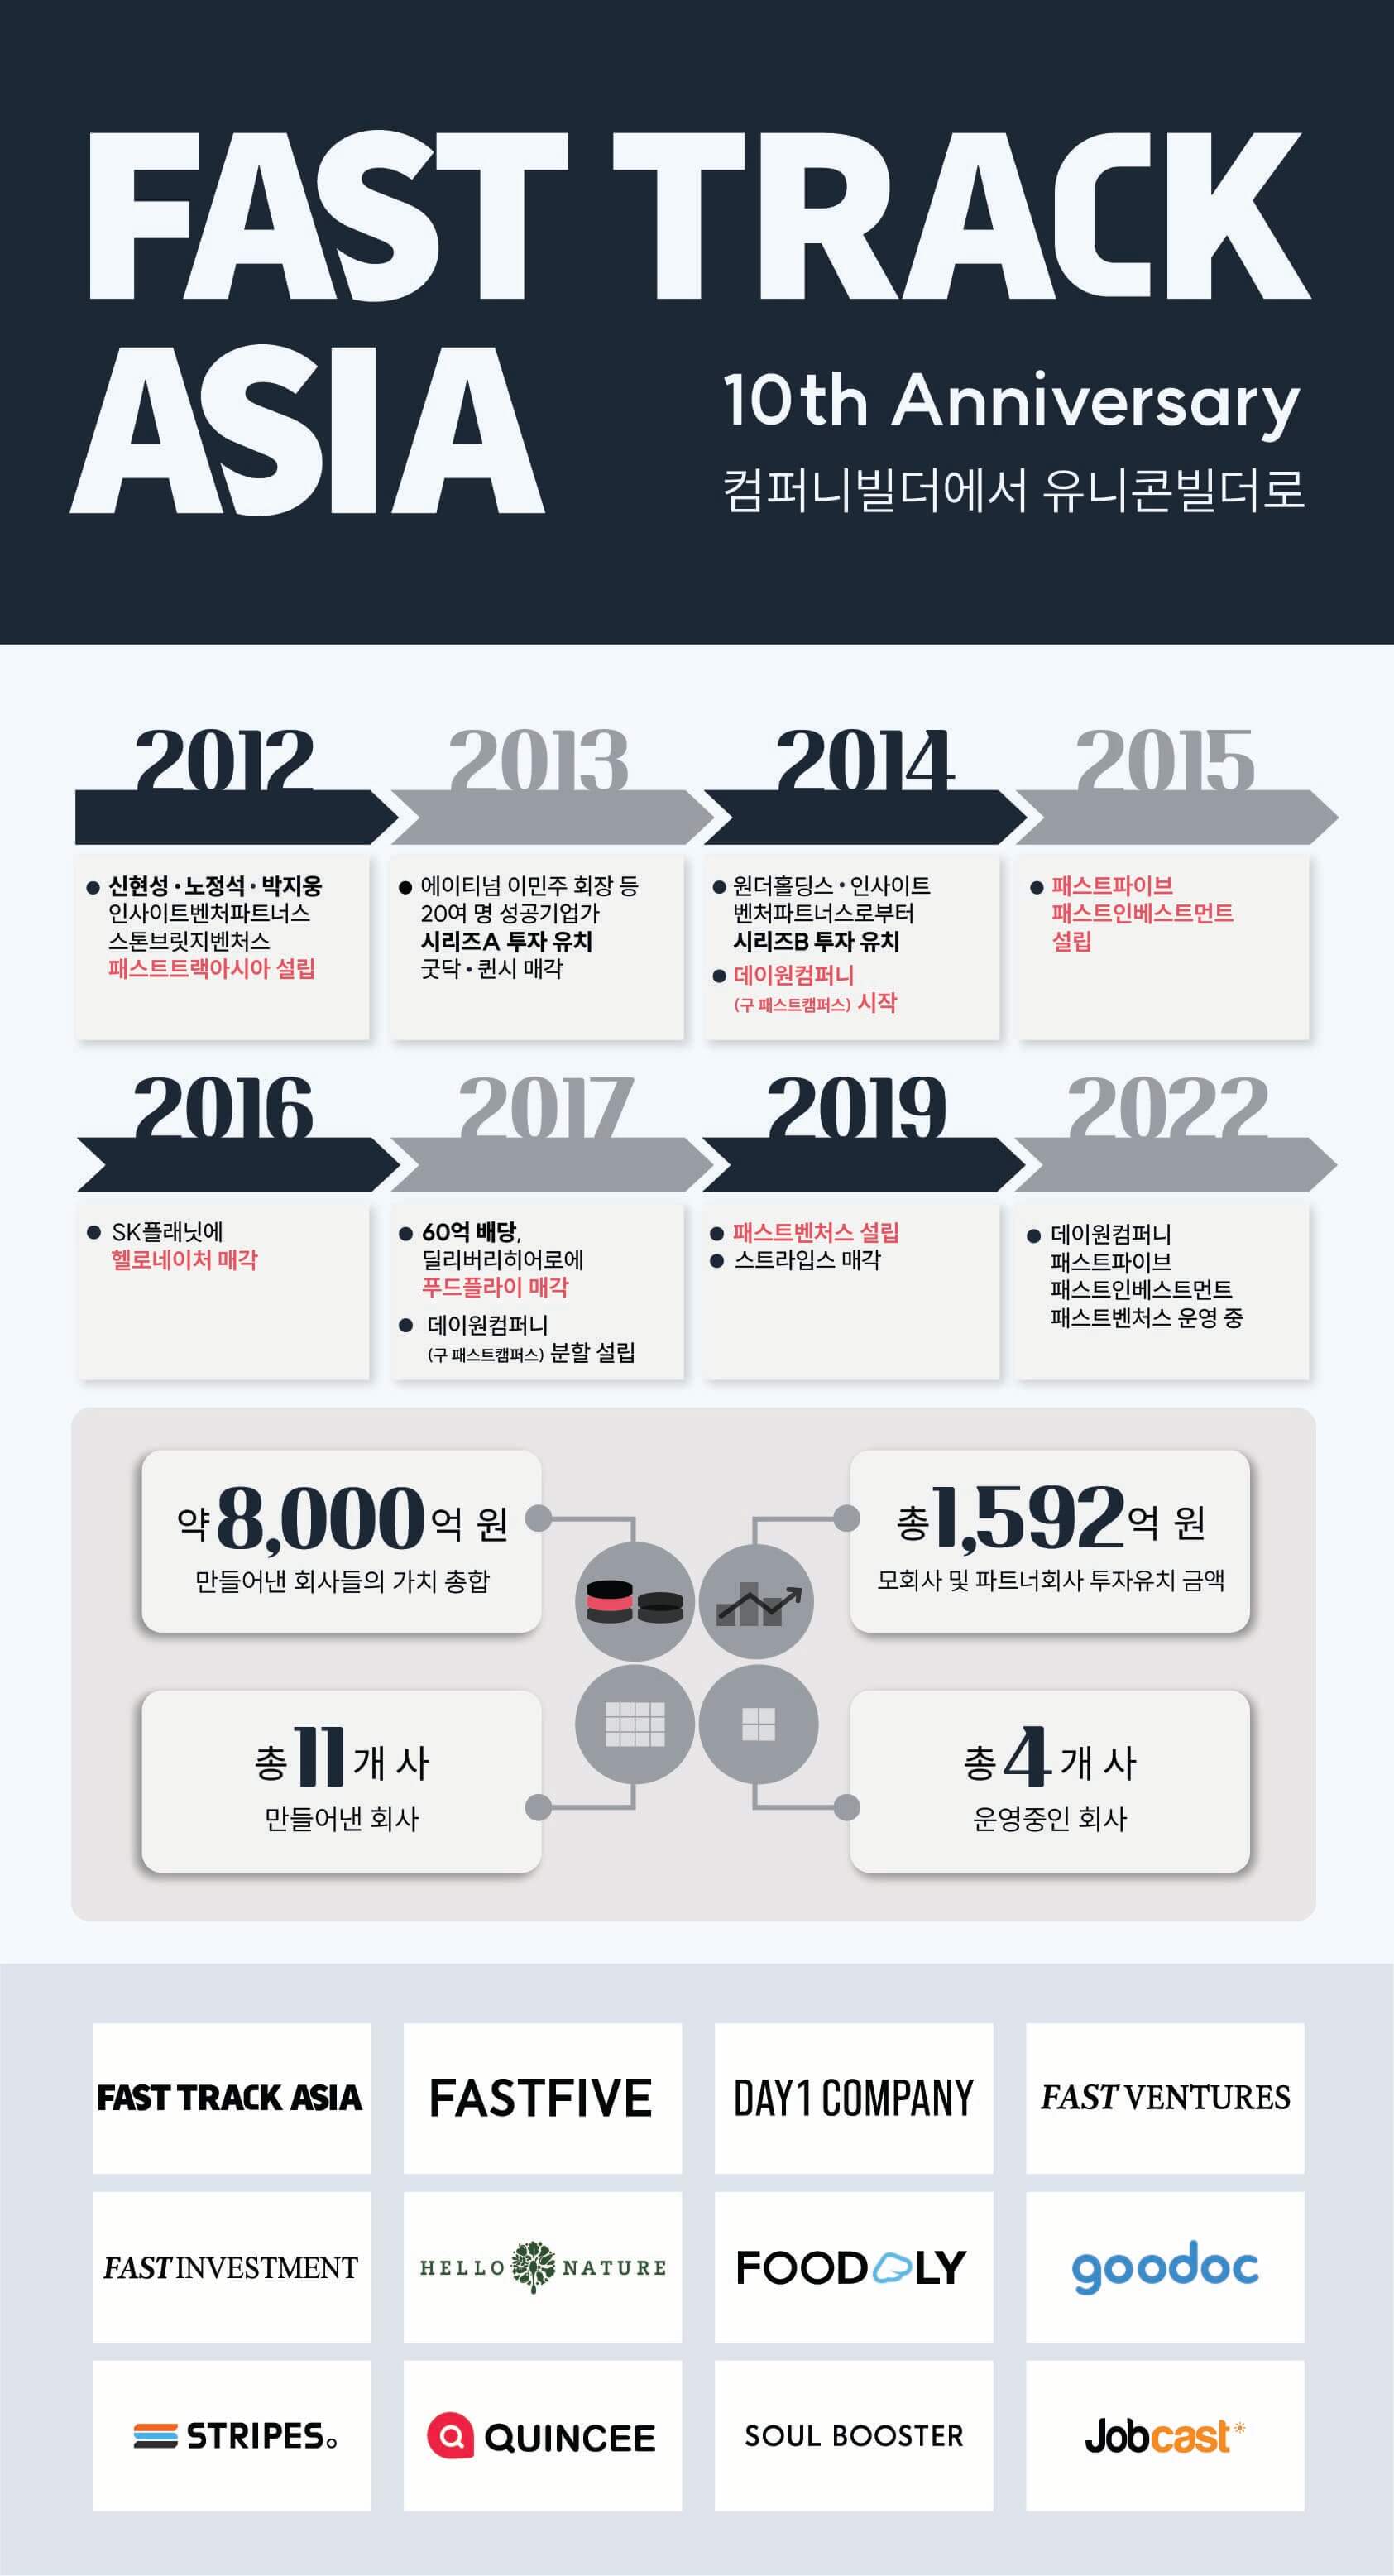 FAST TRACK
ASIA
10th Anniversary
컴퍼니빌더에서 유니콘빌더로
2012
● 신현성·노정석·박지웅
인사이트벤처파트너스
스톤브릿지벤처스
패스트트랙아시아 설립
2013
● 에이티넘 이민주 회장 등
20여 명 성공기업가
시리즈A 투자 유치
굿닥·퀸시 매각
2014
● 원더홀딩스·인사이트
벤처파트너스로부터
시리즈B 투자 유치
● 데이원컴퍼니
(구 패스트캠퍼스) 시작
2015
● 패스트파이브
패스트인베스트먼트
설립
2016
● SK플래닛에
헬로네이처 매각
2017
● 60억 배당,
딜리버리히어로에
푸드플라이 매각
● 데이원컴퍼니
(구 패스트캠퍼스) 분할 설립
2019
● 패스트벤처스 설립
● 스트라입스 매각
2022
● 데이원컴퍼니
패스트파이브
패스트인베스트먼트
패스트벤처스 운영 중
약 8,000억 원
만들어낸 회사들의 가치 총합
총 1,592억 원
모회사 및 파트너회사 투자유치 금액
총 11개 사
만들어낸 회사
총 4개 사
운영중인 회사
FAST TRACK ASIA
FASTFIVE
DAY1 COMPANY
FAST VENTURES
FAST INVESTMENT
HELLO NATURE
FOOD LY
goodoc
STRIPES.
Q QUINCEE
SOUL BOOSTER
Jobcast